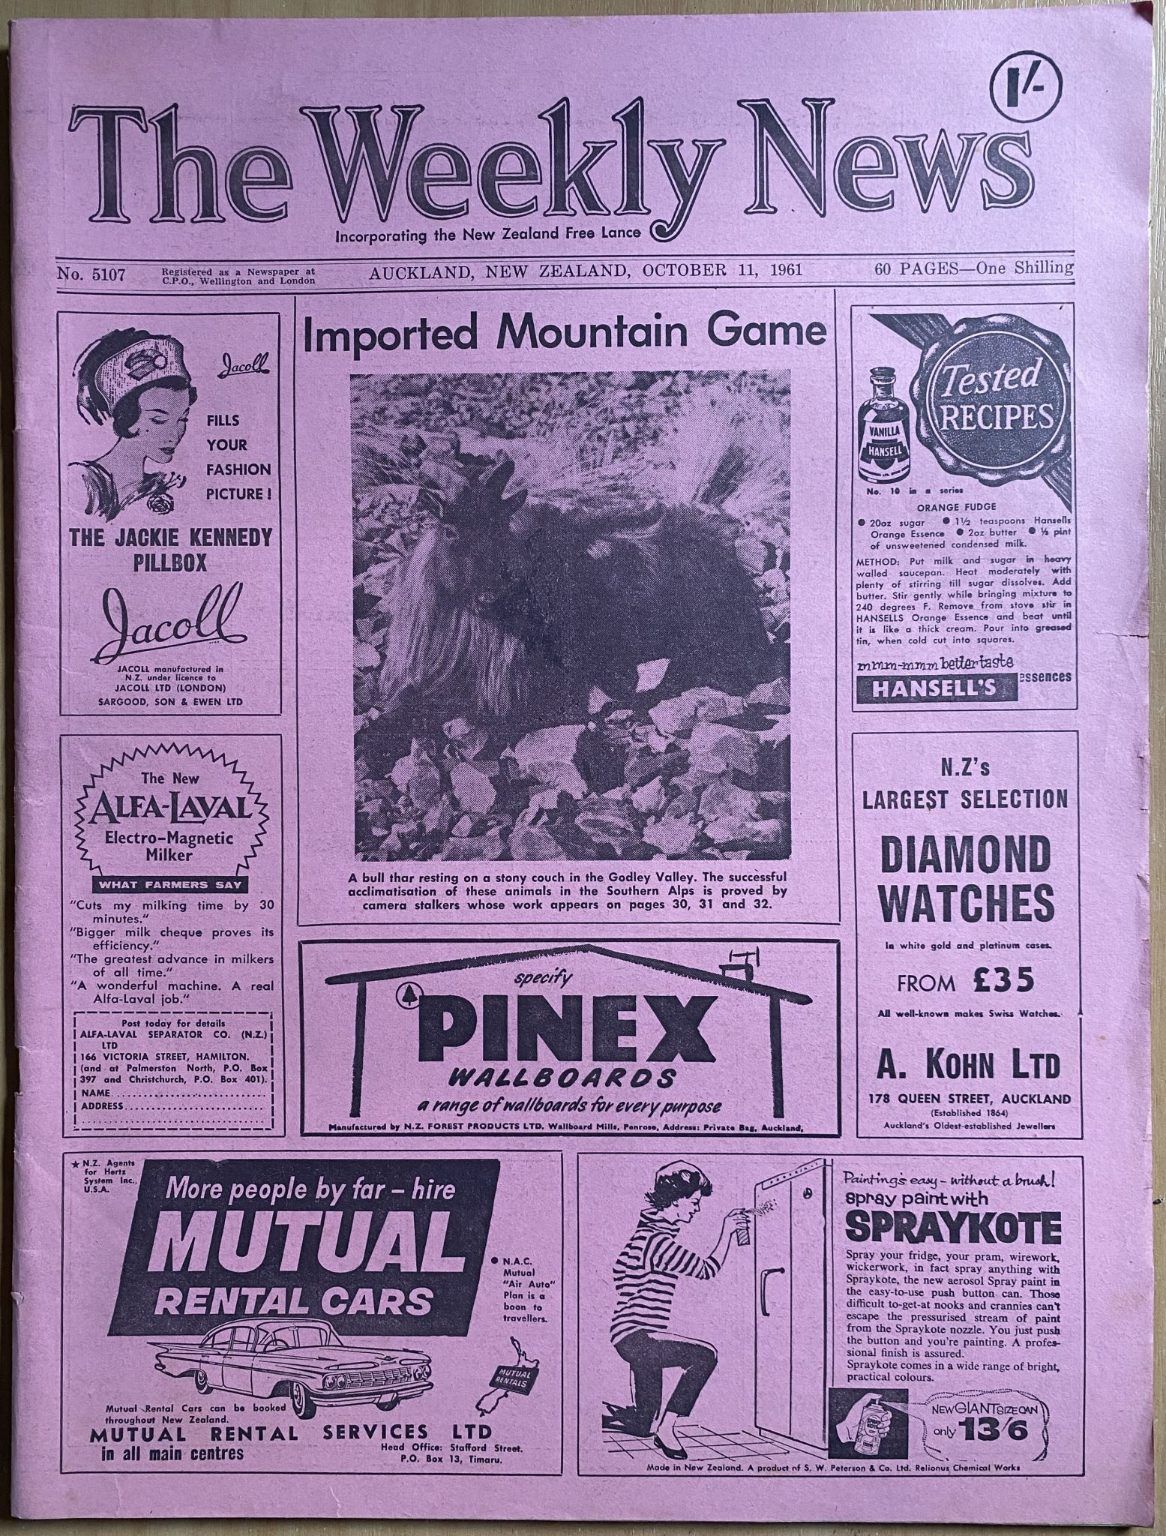 1/-
The Weekly News
Incorporating the New Zealand Free Lance
No. 5107
Registered as a Newspaper at
C.P.O., Wellington and London
AUCKLAND, NEW ZEALAND, OCTOBER 11, 1961
60 PAGES—One Shilling
Jacoll
FILLS
YOUR
FASHION
PICTURE!
THE JACKIE KENNEDY
PILLBOX
Jacoll
JACOLL manufactured in
N.Z. under licence to
JACOLL LTD (LONDON)
SARGOOD, SON & EWEN LTD
The New
ALFA-LAVAL
Electro-Magnetic
Milker
WHAT FARMERS SAY
"Cuts my milking time by 30
minutes."
"Bigger milk cheque proves its
efficiency."
"The greatest advance in milkers
of all time."
"A wonderful machine. A real
Alfa-Laval job."
Post today for details
ALFA-LAVAL SEPARATOR CO. (N.Z.)
LTD
166 VICTORIA STREET, HAMILTON.
(and at Palmerston North, P.O. Box
397 and Christchurch, P.O. Box 401).
NAME
ADDRESS
Imported Mountain Game
A bull thar resting on a stony couch in the Godley Valley. The successful
acclimatisation of these animals in the Southern Alps is proved by
camera stalkers whose work appears on pages 30, 31 and 32.
specify
PINEX
WALLBOARDS
a range of wallboards for every purpose
Manufactured by N.Z. FOREST PRODUCTS LTD. Wallboard Mills, Penrose, Address: Private Bag, Auckland,
Tested
RECIPES
VANILLA
HANSELL
No. 10 in a series
ORANGE FUDGE
● 20oz sugar ● 1½ teaspoons Hansells
Orange Essence ● 2oz butter ● ½ pint
of unsweetened condensed milk.
METHOD: Put milk and sugar in heavy
walled saucepan. Heat moderately with
plenty of stirring till sugar dissolves. Add
butter. Stir gently while bringing mixture to
240 degrees F. Remove from stove stir in
HANSELLS Orange Essence and beat until
it is like a thick cream. Pour into greased
tin, when cold cut into squares.
mmm-mmm better taste
HANSELL'S essences
N.Z's
LARGEST SELECTION
DIAMOND
WATCHES
In white gold and platinum cases.
FROM £35
All well-known makes Swiss Watches.
A. KOHN LTD
178 QUEEN STREET, AUCKLAND
(Established 1864)
Auckland's Oldest-established Jewellers
★ N.Z. Agents
for Hertz
System Inc.,
U.S.A.
More people by far – hire
MUTUAL
RENTAL CARS
● N.A.C.
Mutual
"Air Auto"
Plan is a
boon to
travellers.
MUTUAL
RENTALS
Mutual Rental Cars can be booked
throughout New Zealand.
MUTUAL RENTAL SERVICES LTD
in all main centres
Head Office: Stafford Street,
P.O. Box 13, Timaru.
Painting's easy – without a brush!
spray paint with
SPRAYKOTE
Spray your fridge, your pram, wirework,
wickerwork, in fact spray anything with
Spraykote, the new aerosol Spray paint in
the easy-to-use push button can. Those
difficult to-get-at nooks and crannies can't
escape the pressurised stream of paint
from the Spraykote nozzle. You just push
the button and you're painting. A profes-
sional finish is assured.
Spraykote comes in a wide range of bright,
practical colours.
NEW GIANT SIZE CAN
only 13/6
Made in New Zealand. A product of S. W. Peterson & Co. Ltd. Relionus Chemical Works